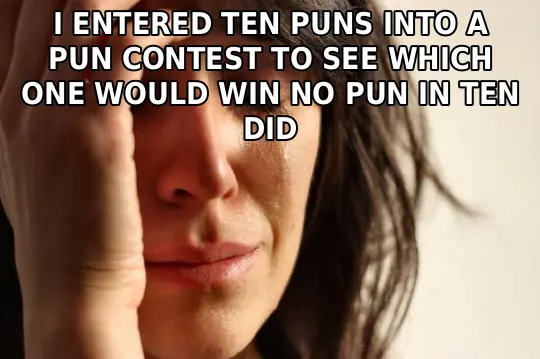 I ENTERED TEN PUNS INTO A
PUN CONTEST TO SEE WHICH
ONE WOULD WIN NO PUN IN TEN
DID